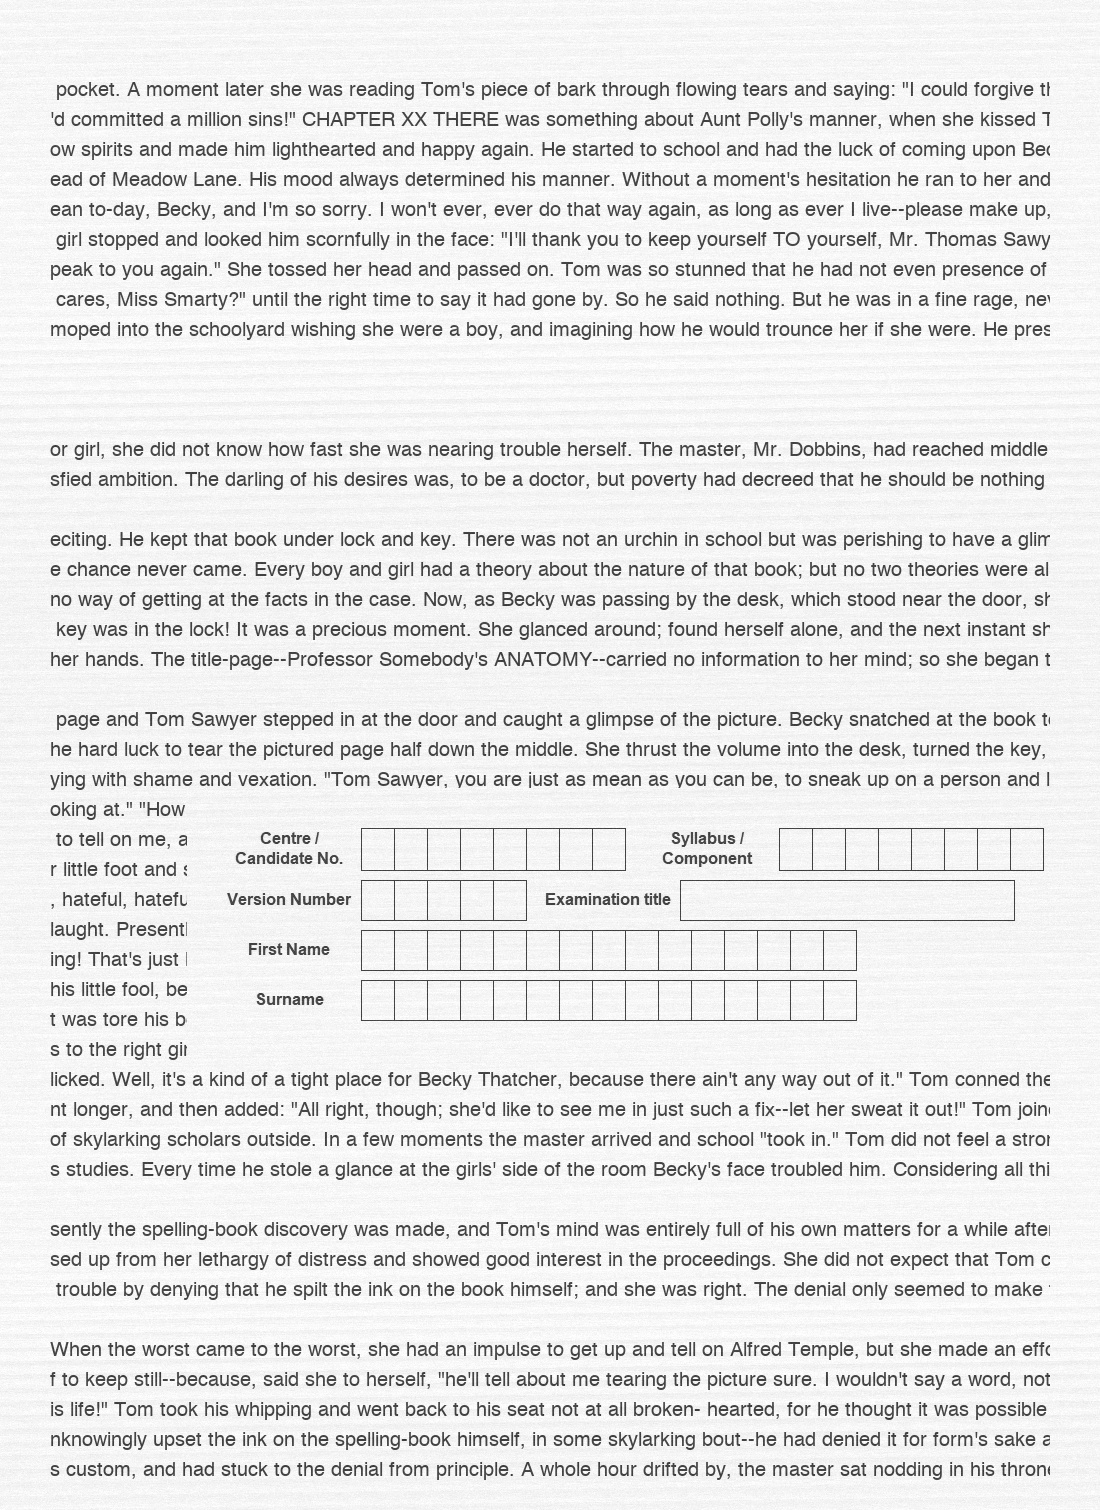 pocket. A moment later she was reading Tom's piece of bark through flowing tears and saying: "I could forgive
'd committed a million sins!" CHAPTER XX THERE was something about Aunt Polly's manner, when she kissed
ow spirits and made him lighthearted and happy again. He started to school and had the luck of coming upon
ead of Meadow Lane. His mood always determined his manner. Without a moment's hesitation he ran to her and
ean to-day, Becky, and I'm so sorry. I won't ever, ever do that way again, as long as ever I live--please make up,
girl stopped and looked him scornfully in the face: "I'll thank you to keep yourself TO yourself, Mr. Thomas Sawy
peak to you again." She tossed her head and passed on. Tom was so stunned that he had not even presence of
cares, Miss Smarty?" until the right time to say it had gone by. So he said nothing. But he was in a fine rage,
moped into the schoolyard wishing she were a boy, and imagining how he would trounce her if she were. He pres
or girl, she did not know how fast she was nearing trouble herself. The master, Mr. Dobbins, had reached middle
sfied ambition. The darling of his desires was, to be a doctor, but poverty had decreed that he should be nothing
eciting. He kept that book under lock and key. There was not an urchin in school but was perishing to have a glim
e chance never came. Every boy and girl had a theory about the nature of that book; but no two theories were al
no way of getting at the facts in the case. Now, as Becky was passing by the desk, which stood near the door,
key was in the lock! It was a precious moment. She glanced around; found herself alone, and the next instant
her hands. The title-page--Professor Somebody's ANATOMY--carried no information to her mind; so she began
page and Tom Sawyer stepped in at the door and caught a glimpse of the picture. Becky snatched at the book
he hard luck to tear the pictured page half down the middle. She thrust the volume into the desk, turned the key,
ying with shame and vexation. "Tom Sawyer, you are just as mean as you can be, to sneak up on a person and
oking at." "How
to tell on me, a
r little foot and
, hateful, hatefu
laught. Present
ing! That's just
his little fool, be
t was tore his
s to the right
Centre / Candidate No.
Syllabus / Component
Version Number
Examination title
First Name
Surname
licked. Well, it's a kind of a tight place for Becky Thatcher, because there ain't any way out of it." Tom conned the
nt longer, and then added: "All right, though; she'd like to see me in just such a fix--let her sweat it out!" Tom join
of skylarking scholars outside. In a few moments the master arrived and school "took in." Tom did not feel a
s studies. Every time he stole a glance at the girls' side of the room Becky's face troubled him. Considering all thi
sently the spelling-book discovery was made, and Tom's mind was entirely full of his own matters for a while after
sed up from her lethargy of distress and showed good interest in the proceedings. She did not expect that Tom c
trouble by denying that he spilt the ink on the book himself; and she was right. The denial only seemed to make
When the worst came to the worst, she had an impulse to get up and tell on Alfred Temple, but she made an
f to keep still--because, said she to herself, "he'll tell about me tearing the picture sure. I wouldn't say a word, not
is life!" Tom took his whipping and went back to his seat not at all broken- hearted, for he thought it was possible
nknowingly upset the ink on the spelling-book himself, in some skylarking bout--he had denied it for form's sake a
s custom, and had stuck to the denial from principle. A whole hour drifted by, the master sat nodding in his throne